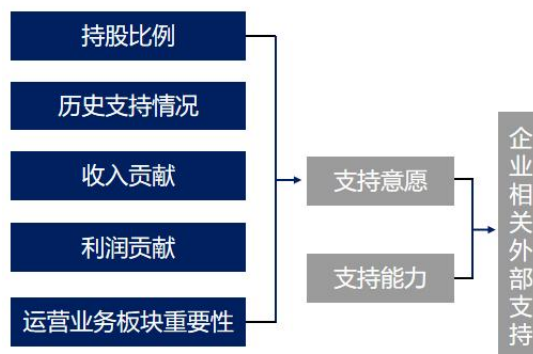 持股比例
历史支持情况
收入贡献
利润贡献
运营业务板块重要性
支持意愿
支持能力
企业相关外部支持